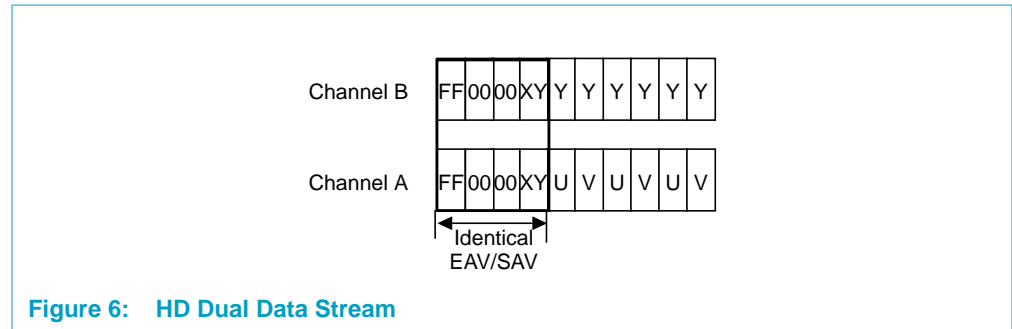 Channel B FF 00 00 XY Y Y Y Y Y Y
Channel A FF 00 00 XY U V U V U V
Identical
EAV/SAV
Figure 6: HD Dual Data Stream